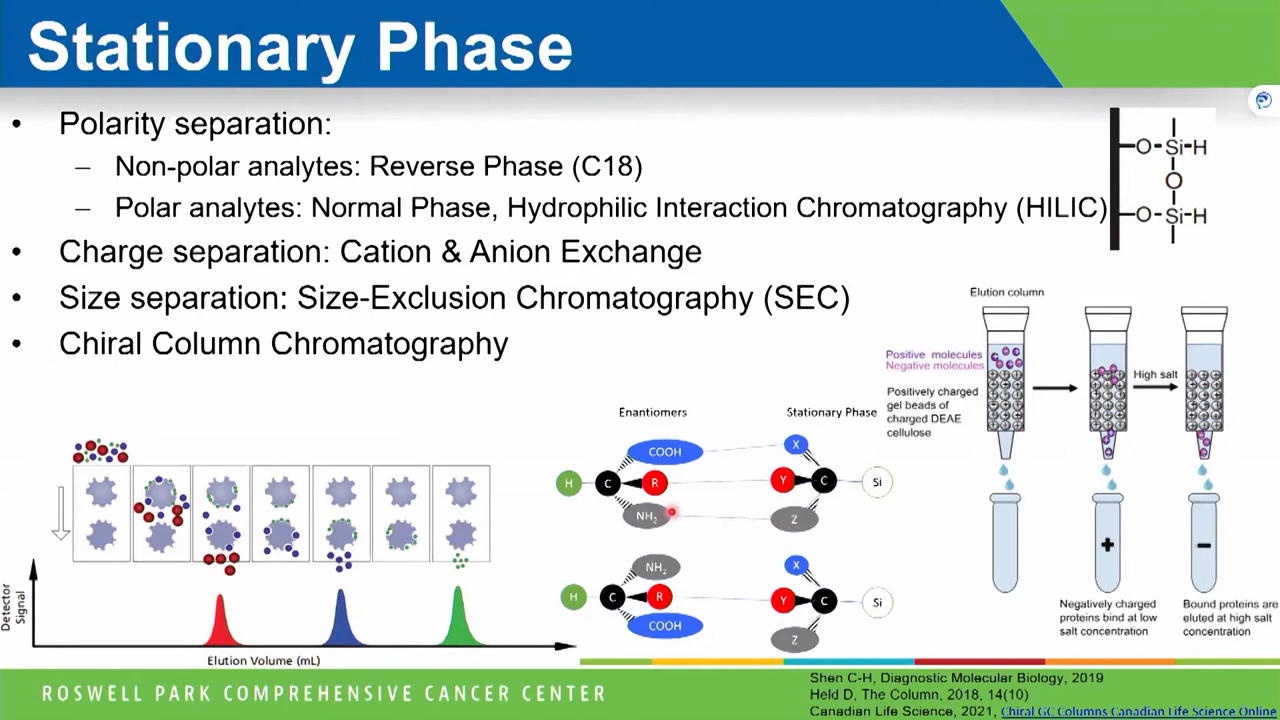 Stationary Phase
• Polarity separation:
– Non-polar analytes: Reverse Phase (C18)
– Polar analytes: Normal Phase, Hydrophilic Interaction Chromatography (HILIC)
• Charge separation: Cation & Anion Exchange
• Size separation: Size-Exclusion Chromatography (SEC)
• Chiral Column Chromatography
O-Si-H
O
O-Si-H
Elution column
Positive molecules
Negative molecules
Positively charged
gel beads of
charged DEAE
cellulose
High salt
+
−
Negatively charged
proteins bind at low
salt concentration
Bound proteins are
eluted at high salt
concentration
Enantiomers
Stationary Phase
COOH
X
H
C
R
Y
C
Si
NH2
Z
NH2
X
H
C
R
Y
C
Si
COOH
Z
Detector
Signal
Elution Volume (mL)
ROSWELL PARK COMPREHENSIVE CANCER CENTER
Shen C-H, Diagnostic Molecular Biology, 2019
Held D, The Column, 2018, 14(10)
Canadian Life Science, 2021, Chiral GC Columns Canadian Life Science Online